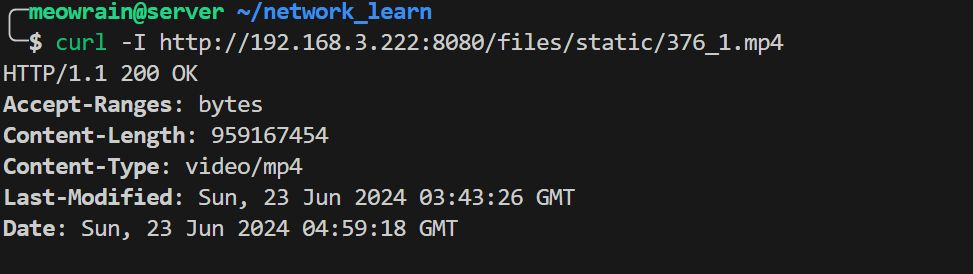 meowrain@server ~/network_learn
$ curl -I http://192.168.3.222:8080/files/static/376_1.mp4
HTTP/1.1 200 OK
Accept-Ranges: bytes
Content-Length: 959167454
Content-Type: video/mp4
Last-Modified: Sun, 23 Jun 2024 03:43:26 GMT
Date: Sun, 23 Jun 2024 04:59:18 GMT